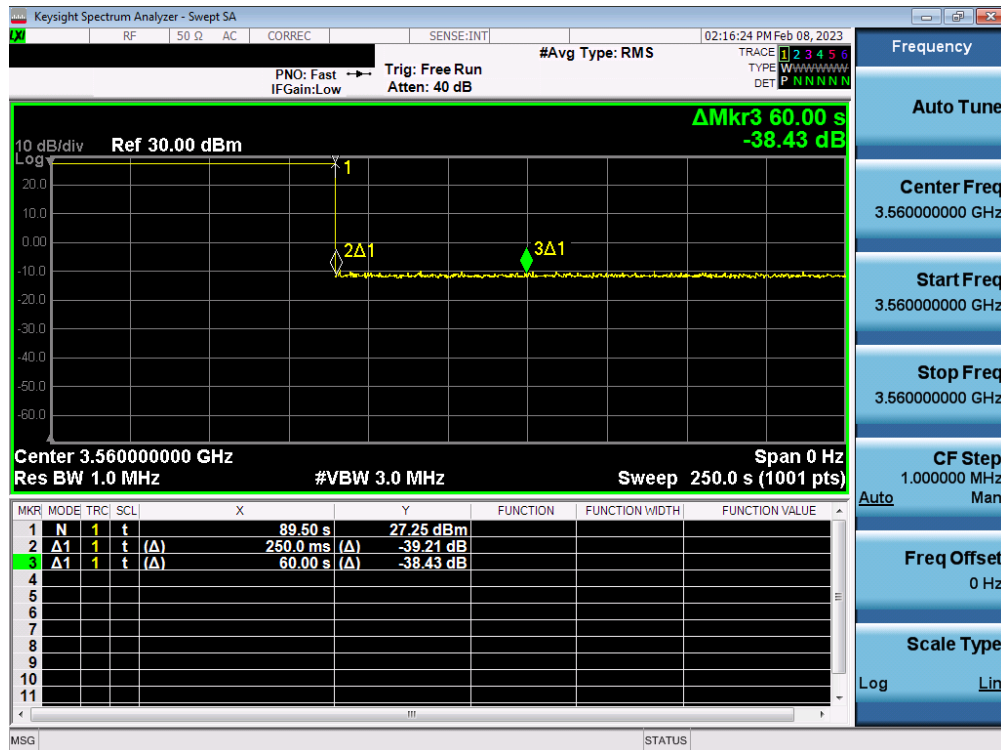 Keysight Spectrum Analyzer - Swept SA
LXI RF 50 Ω AC CORREC SENSE:INT 02:16:24 PM Feb 08, 2023
#Avg Type: RMS
TRACE 1 2 3 4 5 6
TYPE W W W W W W
DET P N N N N N
PNO: Fast
IFGain:Low
Trig: Free Run
Atten: 40 dB
ΔMkr3 60.00 s
-38.43 dB
10 dB/div Ref 30.00 dBm
Log
1
20.0
10.0
0.00
2Δ1 3Δ1
-10.0
-20.0
-30.0
-40.0
-50.0
-60.0
Center 3.560000000 GHz Span 0 Hz
Res BW 1.0 MHz #VBW 3.0 MHz Sweep 250.0 s (1001 pts)
MKR MODE TRC SCL X Y FUNCTION FUNCTION WIDTH FUNCTION VALUE
1 N 1 t 89.50 s 27.25 dBm
2 Δ1 1 t (Δ) 250.0 ms (Δ) -39.21 dB
3 Δ1 1 t (Δ) 60.00 s (Δ) -38.43 dB
4
5
6
7
8
9
10
11
MSG STATUS
Frequency
Auto Tune
Center Freq
3.560000000 GHz
Start Freq
3.560000000 GHz
Stop Freq
3.560000000 GHz
CF Step
1.000000 MHz
Auto Man
Freq Offset
0 Hz
Scale Type
Log Lin